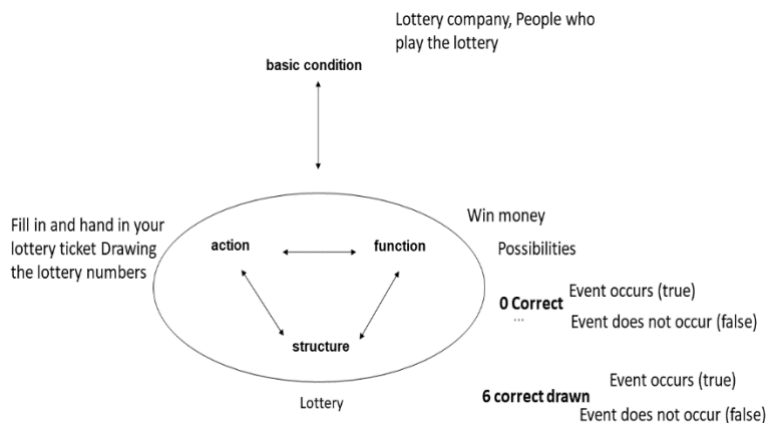 Lottery company, People who
play the lottery
basic condition
Fill in and hand in your
lottery ticket Drawing
the lottery numbers
action
function
structure
Lottery
Win money
Possibilities
0 Correct
...
Event occurs (true)
Event does not occur (false)
6 correct drawn
Event occurs (true)
Event does not occur (false)